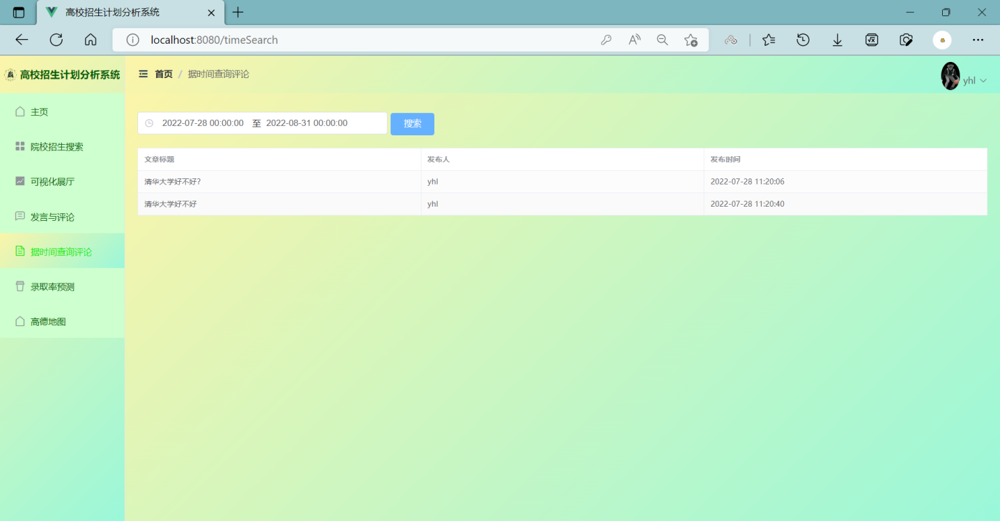 高校招生计划分析系统
localhost:8080/timeSearch
高校招生计划分析系统
首页 / 据时间查询评论
yhl
主页
院校招生搜索
可视化展厅
发言与评论
据时间查询评论
录取率预测
高德地图
2022-07-28 00:00:00 至 2022-08-31 00:00:00
搜索
文章标题 发布人 发布时间
清华大学好不好? yhl 2022-07-28 11:20:06
清华大学好不好 yhl 2022-07-28 11:20:40